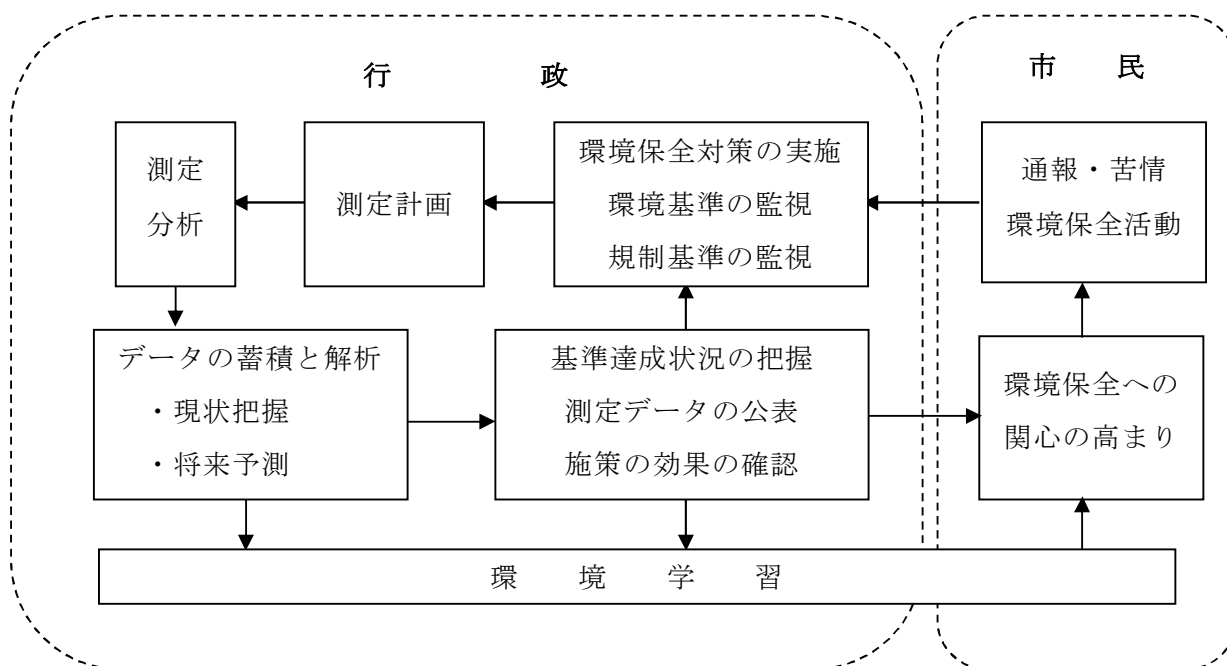 行政
市民
測定
分析
測定計画
環境保全対策の実施
環境基準の監視
規制基準の監視
通報・苦情
環境保全活動
データの蓄積と解析
・現状把握
・将来予測
基準達成状況の把握
測定データの公表
施策の効果の確認
環境保全への
関心の高まり
環境学習